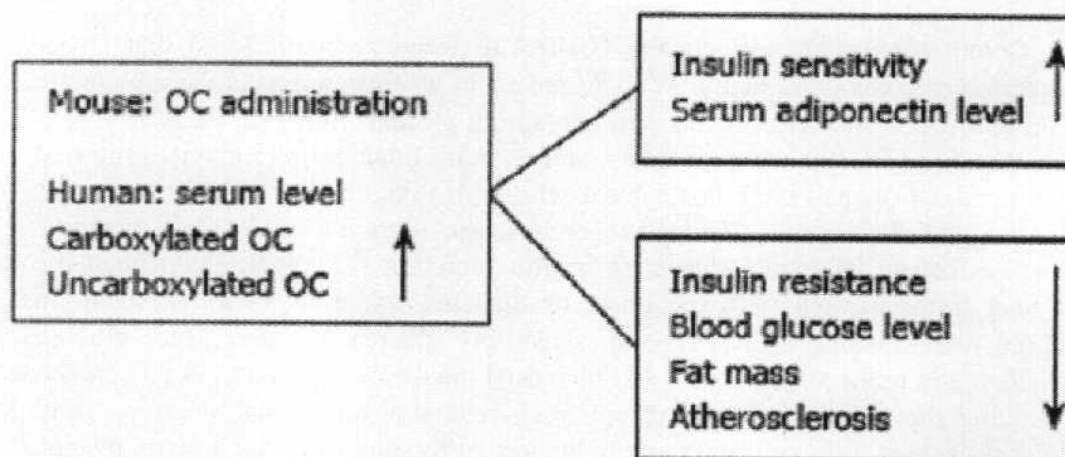 Mouse: OC administration
Human: serum level
Carboxylated OC
Uncarboxylated OC
Insulin sensitivity
Serum adiponectin level
Insulin resistance
Blood glucose level
Fat mass
Atherosclerosis